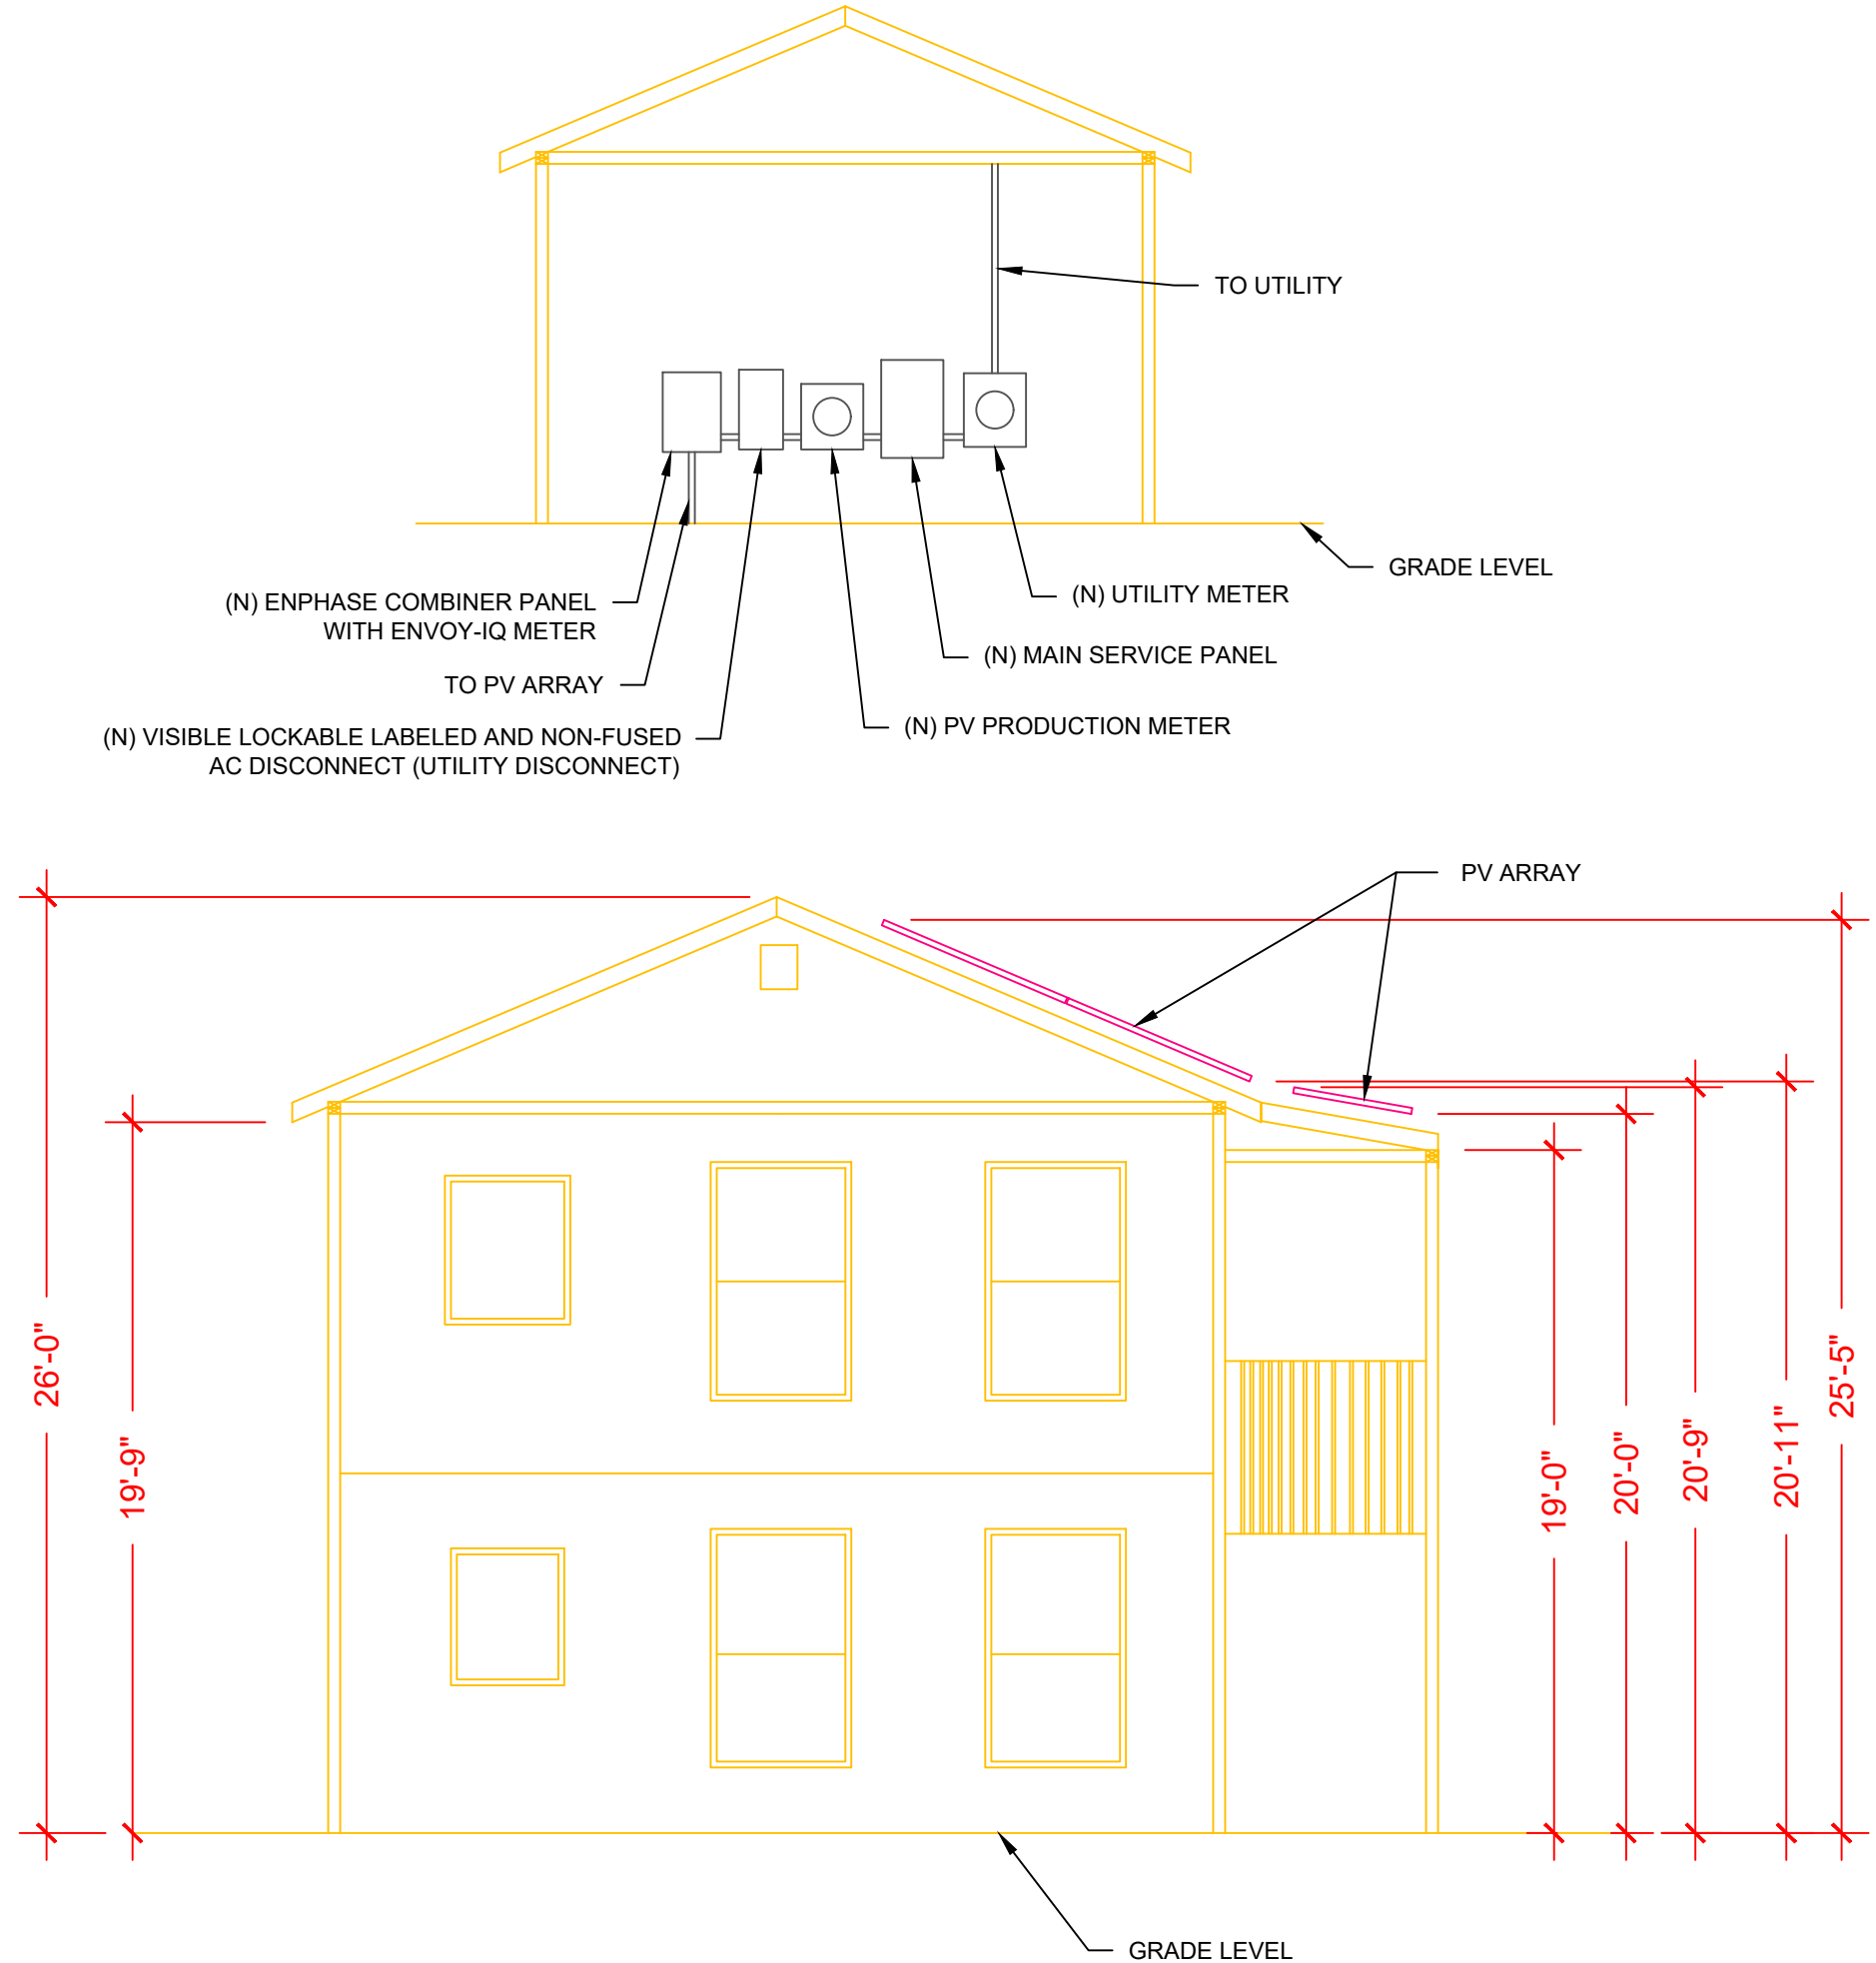 TO UTILITY
GRADE LEVEL
(N) ENPHASE COMBINER PANEL
WITH ENVOY-IQ METER
(N) UTILITY METER
(N) MAIN SERVICE PANEL
TO PV ARRAY
(N) PV PRODUCTION METER
(N) VISIBLE LOCKABLE LABELED AND NON-FUSED
AC DISCONNECT (UTILITY DISCONNECT)
PV ARRAY
26'-0"
19'-9"
19'-0"
20'-0"
20'-9"
20'-11"
25'-5"
GRADE LEVEL